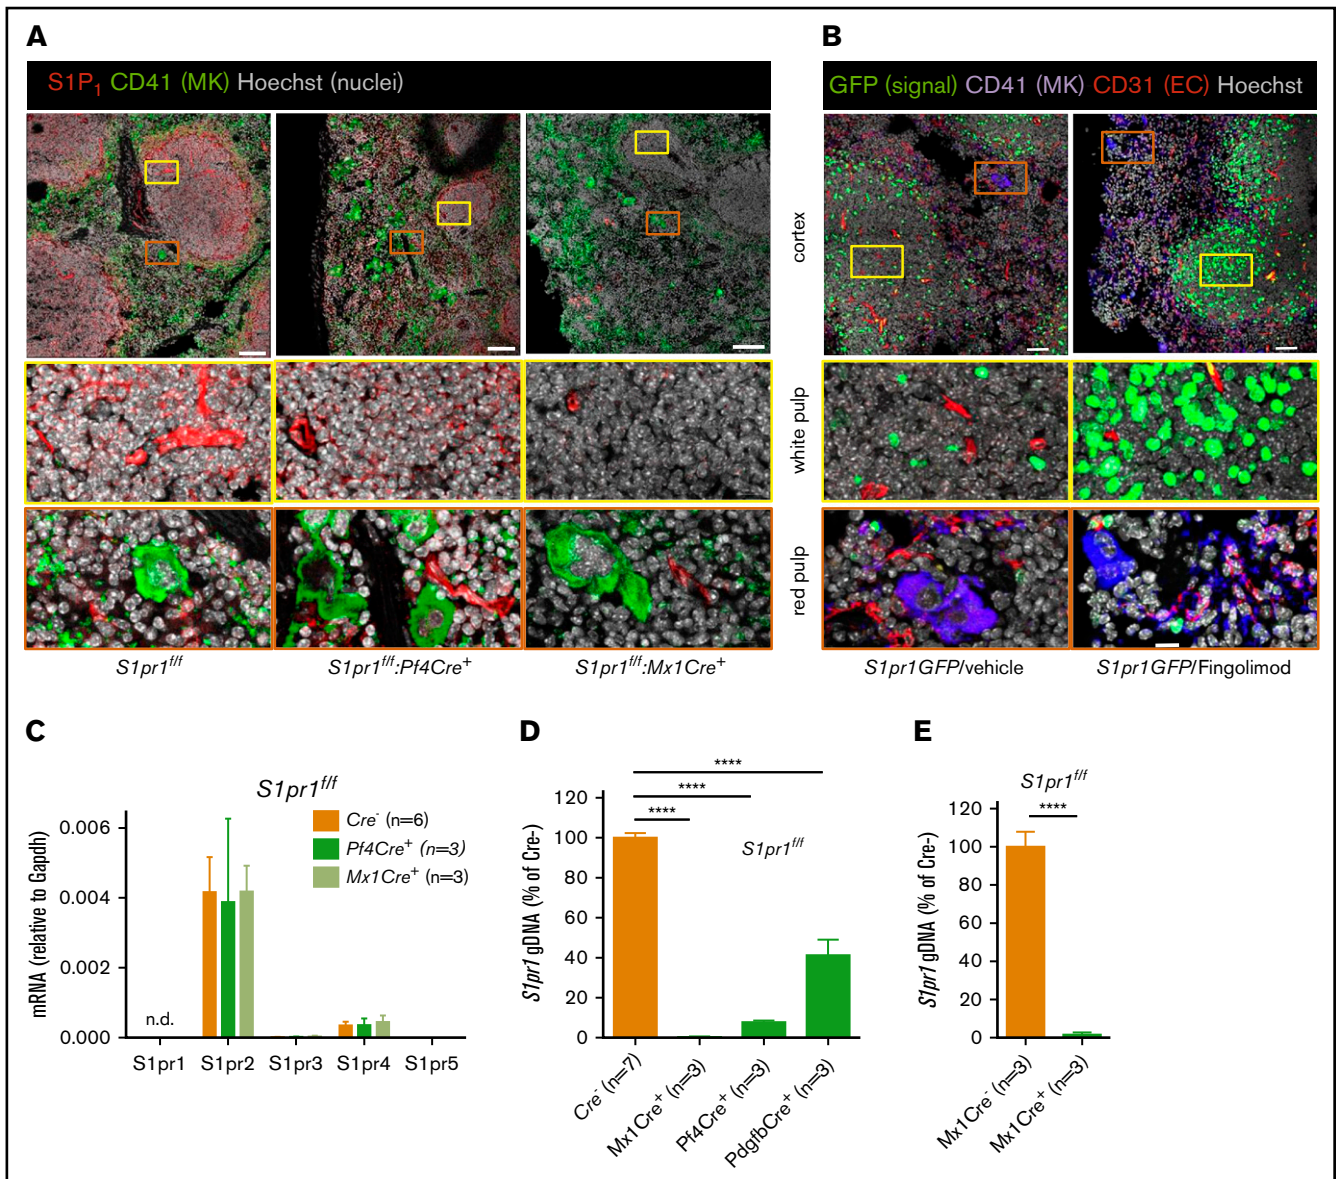 A
S1P₁ CD41 (MK) Hoechst (nuclei)
S1pr1f/f
S1pr1f/f:Pf4Cre+
S1pr1f/f:Mx1Cre+
B
GFP (signal) CD41 (MK) CD31 (EC) Hoechst
cortex
white pulp
red pulp
S1pr1GFP/vehicle
S1pr1GFP/Fingolimod
C
S1pr1f/f
Cre- (n=6)
Pf4Cre+ (n=3)
Mx1Cre+ (n=3)
mRNA (relative to Gapdh)
0.006
0.004
0.002
0.000
n.d.
S1pr1 S1pr2 S1pr3 S1pr4 S1pr5
D
****
****
****
S1pr1f/f
S1pr1 gDNA (% of Cre-)
120
100
80
60
40
20
0
Cre- (n=7)
Mx1Cre+ (n=3)
Pf4Cre+ (n=3)
PdgfbCre+ (n=3)
E
S1pr1f/f
****
S1pr1 gDNA (% of Cre-)
120
100
80
60
40
20
0
Mx1Cre- (n=3)
Mx1Cre+ (n=3)